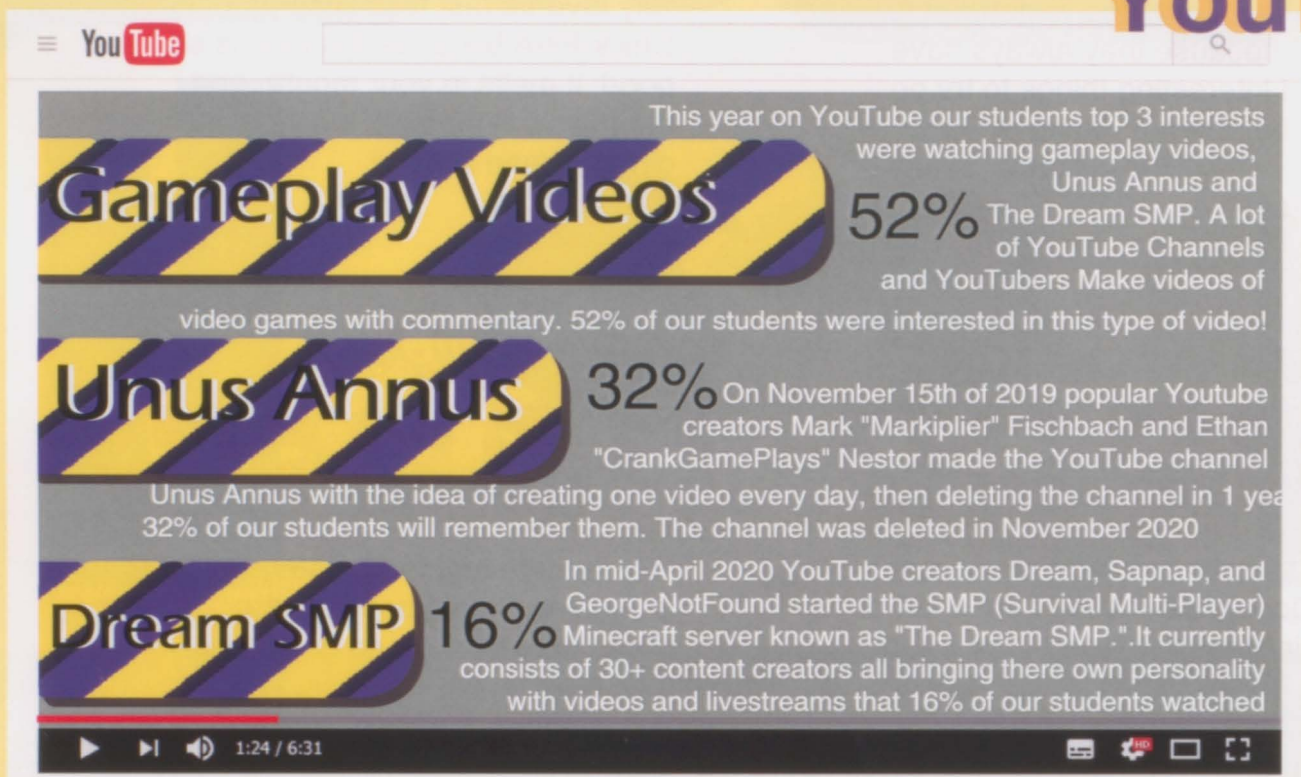 You
YouTube
This year on YouTube our students top 3 interests
were watching gameplay videos,
Unus Annus and
Gameplay Videos
52%
The Dream SMP. A lot
of YouTube Channels
and YouTubers Make videos of
video games with commentary. 52% of our students were interested in this type of video!
Unus Annus
32%
On November 15th of 2019 popular Youtube
creators Mark "Markiplier" Fischbach and Ethan
"CrankGamePlays" Nestor made the YouTube channel
Unus Annus with the idea of creating one video every day, then deleting the channel in 1 yea
32% of our students will remember them. The channel was deleted in November 2020
In mid-April 2020 YouTube creators Dream, Sapnap, and
Dream SMP
16%
GeorgeNotFound started the SMP (Survival Multi-Player)
Minecraft server known as "The Dream SMP.".It currently
consists of 30+ content creators all bringing there own personality
with videos and livestreams that 16% of our students watched
1:24 / 6:31
HD